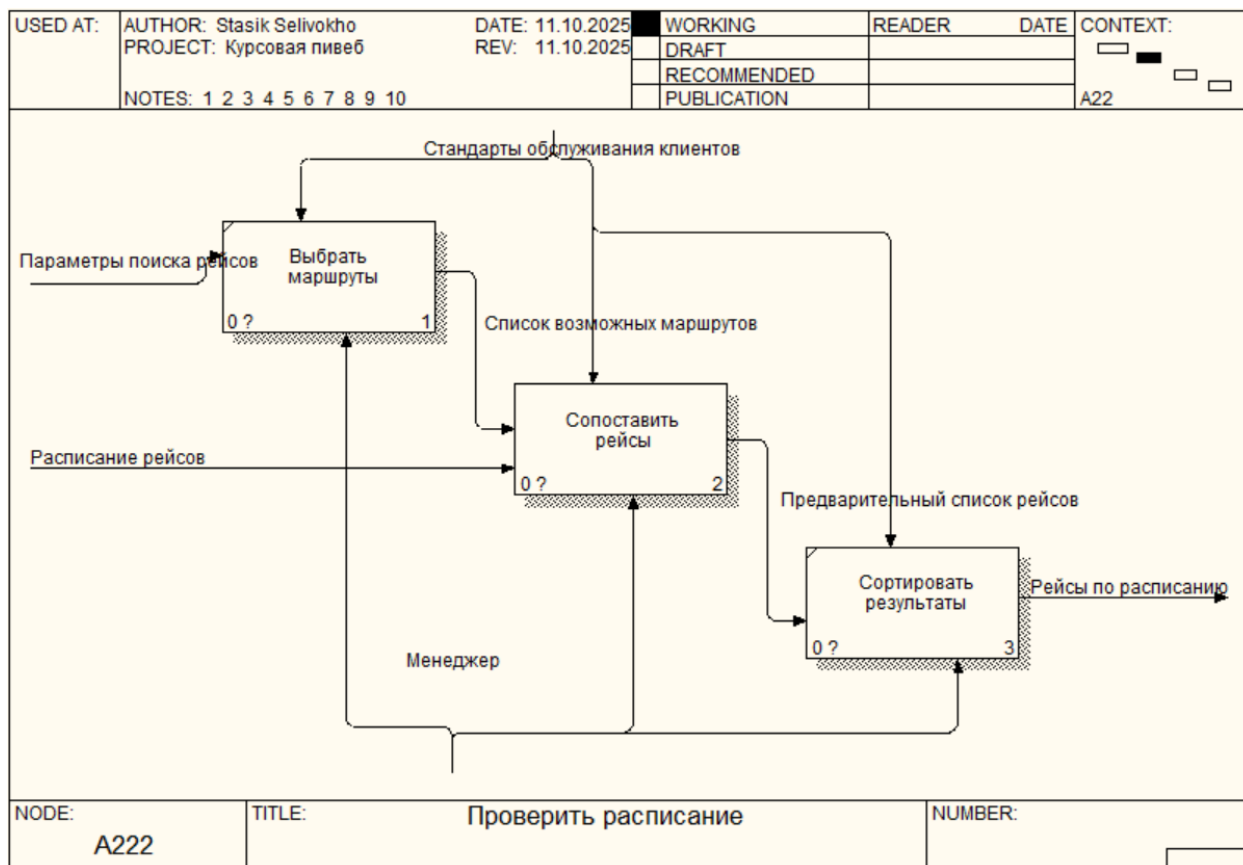 USED AT:
AUTHOR: Stasik Selivokho
DATE: 11.10.2025
PROJECT: Курсовая пивеб
REV: 11.10.2025
NOTES: 1 2 3 4 5 6 7 8 9 10
WORKING
DRAFT
RECOMMENDED
PUBLICATION
READER
DATE
CONTEXT:
A22
Стандарты обслуживания клиентов
Параметры поиска рейсов
Выбрать
маршруты
0 ?
1
Список возможных маршрутов
Сопоставить
рейсы
0 ?
2
Расписание рейсов
Предварительный список рейсов
Сортировать
результаты
0 ?
3
Рейсы по расписанию
Менеджер
NODE:
A222
TITLE:
Проверить расписание
NUMBER: